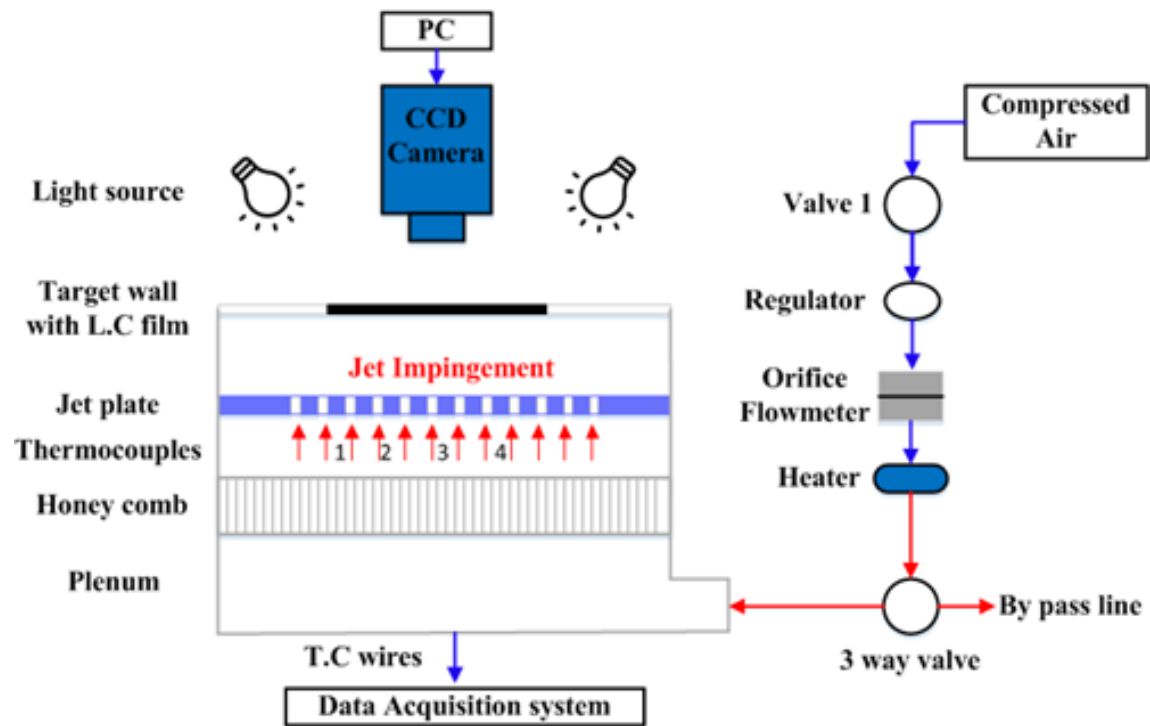 PC
CCD
Camera
Compressed
Air
Light source
Valve 1
Target wall
with L.C film
Regulator
Jet Impingement
Orifice
Flowmeter
Jet plate
Thermocouples
1 2 3 4
Heater
Honey comb
Plenum
By pass line
T.C wires
3 way valve
Data Acquisition system